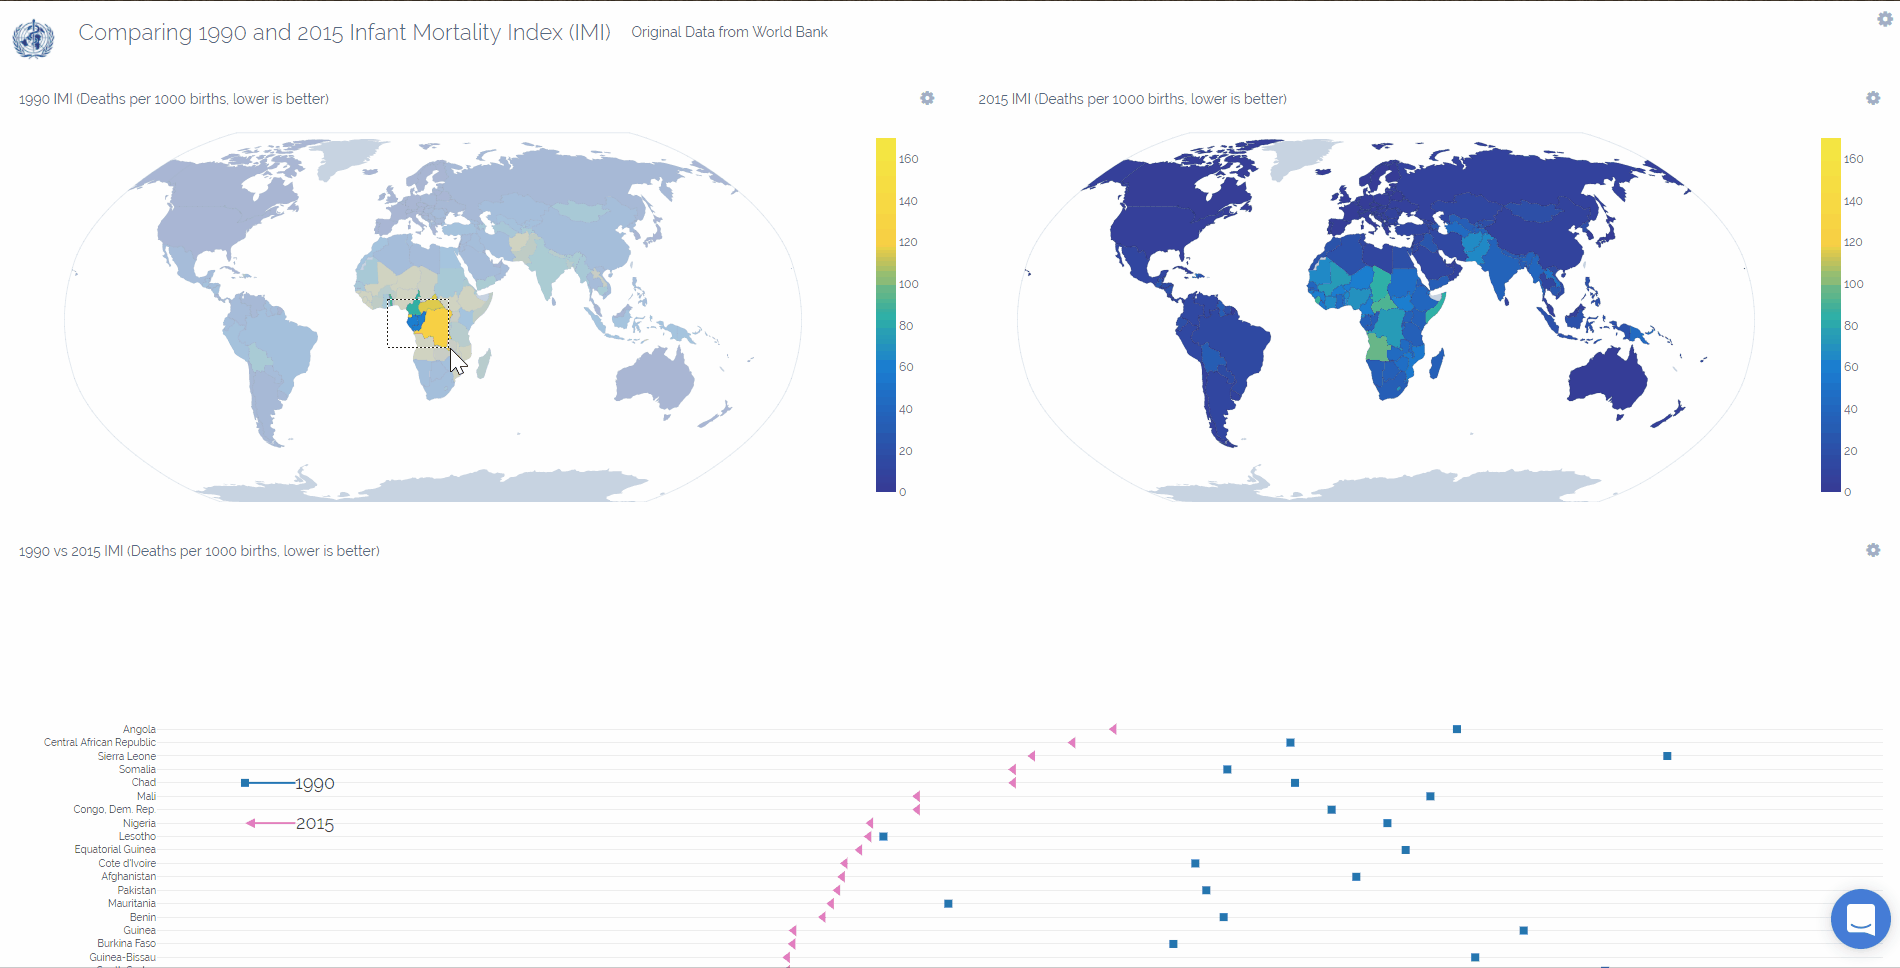 Comparing 1990 and 2015 Infant Mortality Index (IMI) Original Data from World Bank
1990 IMI (Deaths per 1000 births, lower is better)
160
140
120
100
80
60
40
20
0
2015 IMI (Deaths per 1000 births, lower is better)
160
140
120
100
80
60
40
20
0
1990 vs 2015 IMI (Deaths per 1000 births, lower is better)
Angola
Central African Republic
Sierra Leone
Somalia
Chad
Mali
Congo, Dem. Rep.
Nigeria
Lesotho
Equatorial Guinea
Cote d'Ivoire
Afghanistan
Pakistan
Mauritania
Benin
Guinea
Burkina Faso
Guinea-Bissau
1990
2015